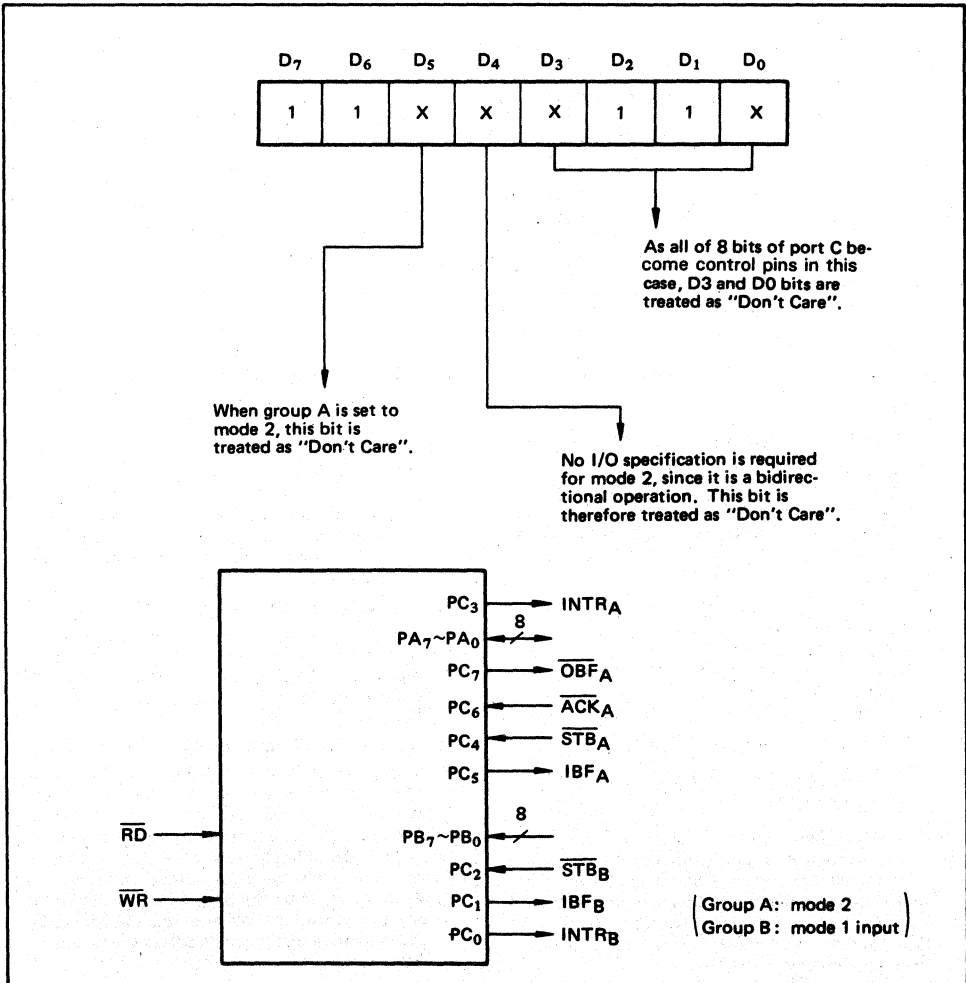 D7 D6 D5 D4 D3 D2 D1 D0
1 1 X X X 1 1 X
As all of 8 bits of port C be-
come control pins in this
case, D3 and D0 bits are
treated as "Don't Care".
When group A is set to
mode 2, this bit is
treated as "Don't Care".
No I/O specification is required
for mode 2, since it is a bidirec-
tional operation. This bit is
therefore treated as "Don't Care".
PC3 INTRA
PA7~PA0 8
PC7 OBFA
PC6 ACKA
PC4 STBA
PC5 IBFA
RD PB7~PB0 8
PC2 STBB
WR PC1 IBFB
PC0 INTRB
(Group A: mode 2
Group B: mode 1 input)